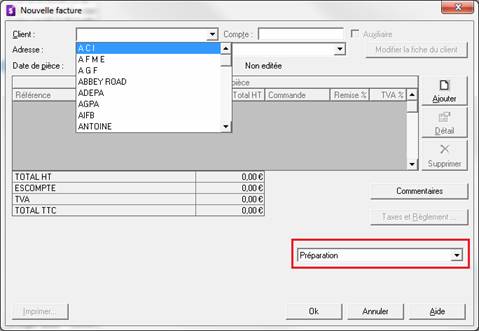 Nouvelle facture
Client : Compte : Auxiliaire
A C I
Adresse : Modifier la fiche du client
A F M E
Date de pièce : A G F Non editée
ABBEY ROAD pièce
Référence ADEPA Total HT Commande Remise % TVA %
AGPA
AIFB
ANTOINE
Ajouter
Détail
Supprimer
TOTAL HT 0,00 €
ESCOMPTE 0,00 €
TVA 0,00 €
TOTAL TTC 0,00 €
Commentaires
Taxes et Règlement ...
Préparation
Imprimer... Ok Annuler Aide